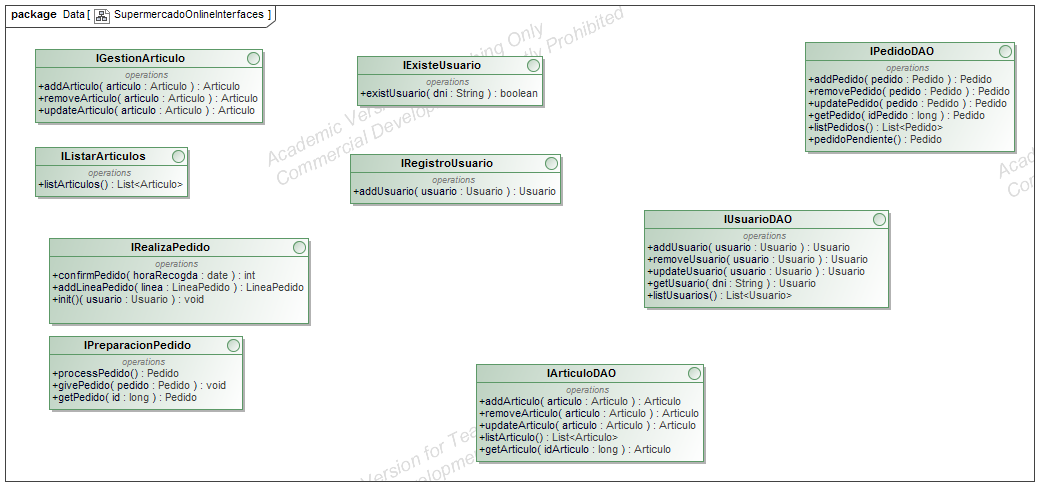 package Data [ SupermercadoOnlineInterfaces ]
IGestionArticulo
operations
+addArticulo( articulo : Articulo ) : Articulo
+removeArticulo( articulo : Articulo ) : Articulo
+updateArticulo( articulo : Articulo ) : Articulo
IExisteUsuario
operations
+existUsuario( dni : String ) : boolean
IPedidoDAO
operations
+addPedido( pedido : Pedido ) : Pedido
+removePedido( pedido : Pedido ) : Pedido
+updatePedido( pedido : Pedido ) : Pedido
+getPedido( idPedido : long ) : Pedido
+listPedidos() : List<Pedido>
+pedidoPendiente() : Pedido
IListarArticulos
operations
+listArticulos() : List<Articulo>
IRegistroUsuario
operations
+addUsuario( usuario : Usuario ) : Usuario
IUsuarioDAO
operations
+addUsuario( usuario : Usuario ) : Usuario
+removeUsuario( usuario : Usuario ) : Usuario
+updateUsuario( usuario : Usuario ) : Usuario
+getUsuario( dni : String ) : Usuario
+listUsuarios() : List<Usuario>
IRealizaPedido
operations
+confirmPedido( horaRecogda : date ) : int
+addLineaPedido( linea : LineaPedido ) : LineaPedido
+init()( usuario : Usuario ) : void
IPreparacionPedido
operations
+processPedido() : Pedido
+givePedido( pedido : Pedido ) : void
+getPedido( id : long ) : Pedido
IArticuloDAO
operations
+addArticulo( articulo : Articulo ) : Articulo
+removeArticulo( articulo : Articulo ) : Articulo
+updateArticulo( articulo : Articulo ) : Articulo
+listArticulo() : List<Articulo>
+getArticulo( idArticulo : long ) : Articulo
Academic
Commercial
Only
Prohibited
Version for